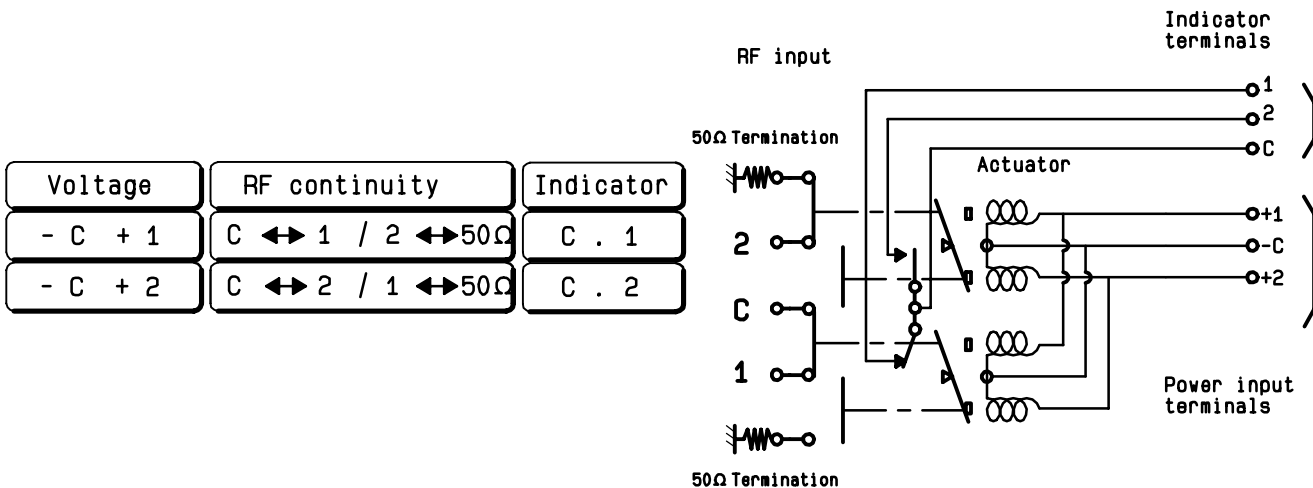 Voltage RF continuity Indicator
- C + 1 C ↔ 1 / 2 ↔ 50Ω C . 1
- C + 2 C ↔ 2 / 1 ↔ 50Ω C . 2
Indicator
terminals
RF input
1
2
50Ω Termination
C
Actuator
+1
2
-C
+2
C
1
Power input
terminals
50Ω Termination